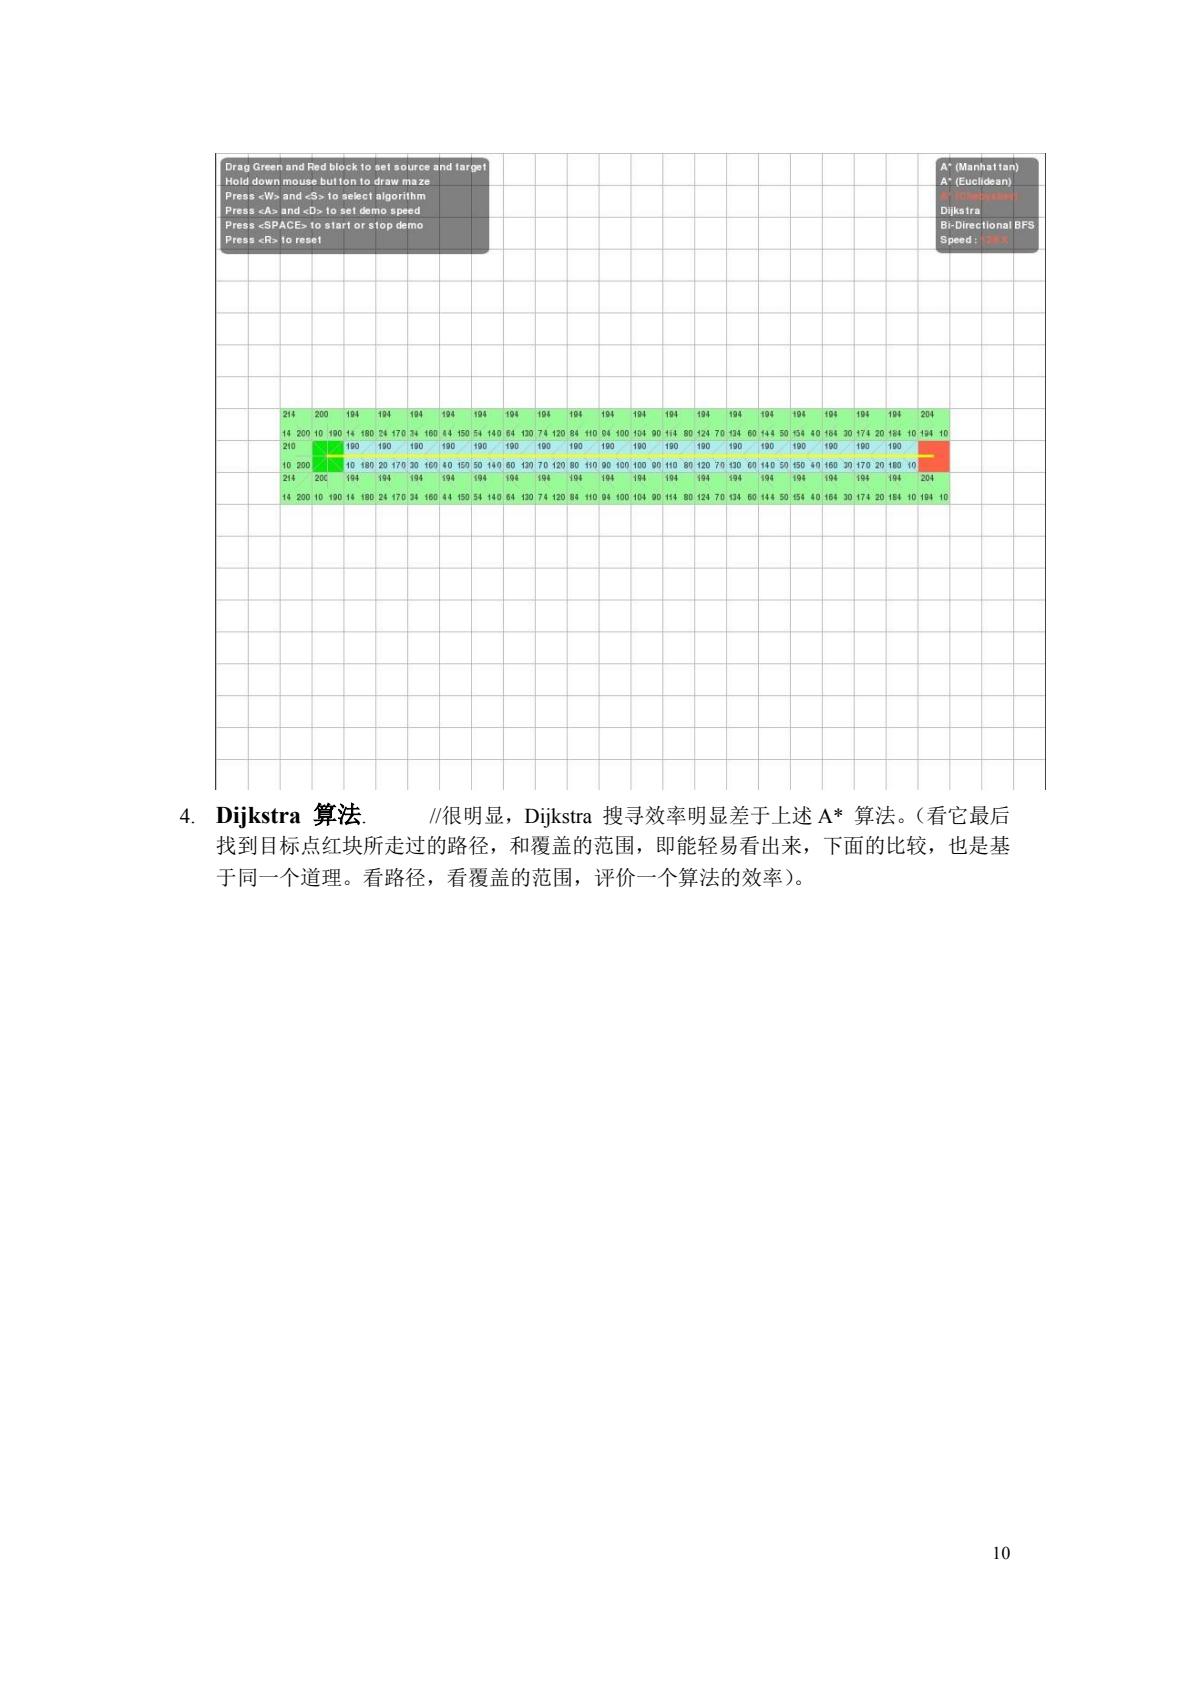 Drag Green and Red block to set source and target
Hold down mouse button to draw maze
Press <W> and <S> to select algorithm
Press <A> and <D> to set demo speed
Press <SPACE> to start or stop demo
Press <R> to reset
A* (Manhattan)
A* (Euclidean)
A* (Chebyshev)
Dijkstra
Bi-Directional BFS
Speed : 128 X
214 200 194 194 194 194 194 194 194 194 194 194 194 194 194 194 194 194 194 194 204
14 200 10 190 14 180 24 170 34 160 44 150 54 140 64 130 74 120 84 110 94 100 104 90 114 80 124 70 134 60 144 50 154 40 164 30 174 20 184 10 194 10
210 190 190 190 190 190 190 190 190 190 190 190 190 190 190 190 190 190 190
10 200 10 180 20 170 30 160 40 150 50 140 60 130 70 120 80 110 90 100 100 90 110 80 120 70 130 60 140 50 150 40 160 30 170 20 180 10
214 200 194 194 194 194 194 194 194 194 194 194 194 194 194 194 194 194 194 194 204
14 200 10 190 14 180 24 170 34 160 44 150 54 140 64 130 74 120 84 110 94 100 104 90 114 80 124 70 134 60 144 50 154 40 164 30 174 20 184 10 194 10
4. Dijkstra 算法. //很明显，Dijkstra 搜寻效率明显差于上述 A* 算法。（看它最后
找到目标点红块所走过的路径，和覆盖的范围，即能轻易看出来，下面的比较，也是基
于同一个道理。看路径，看覆盖的范围，评价一个算法的效率）。
10